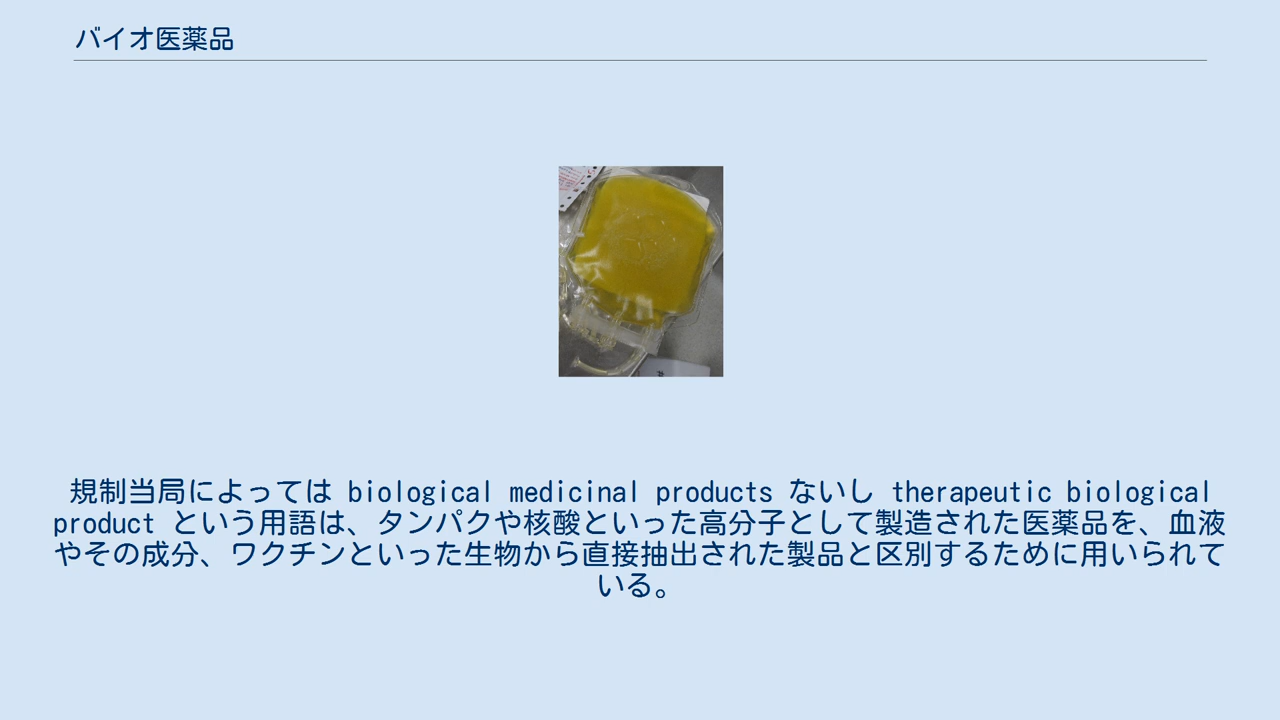 バイオ医薬品
規制当局によっては biological medicinal products ないし therapeutic biological
product という用語は、タンパクや核酸といった高分子として製造された医薬品を、血液
やその成分、ワクチンといった生物から直接抽出された製品と区別するために用いられて
いる。